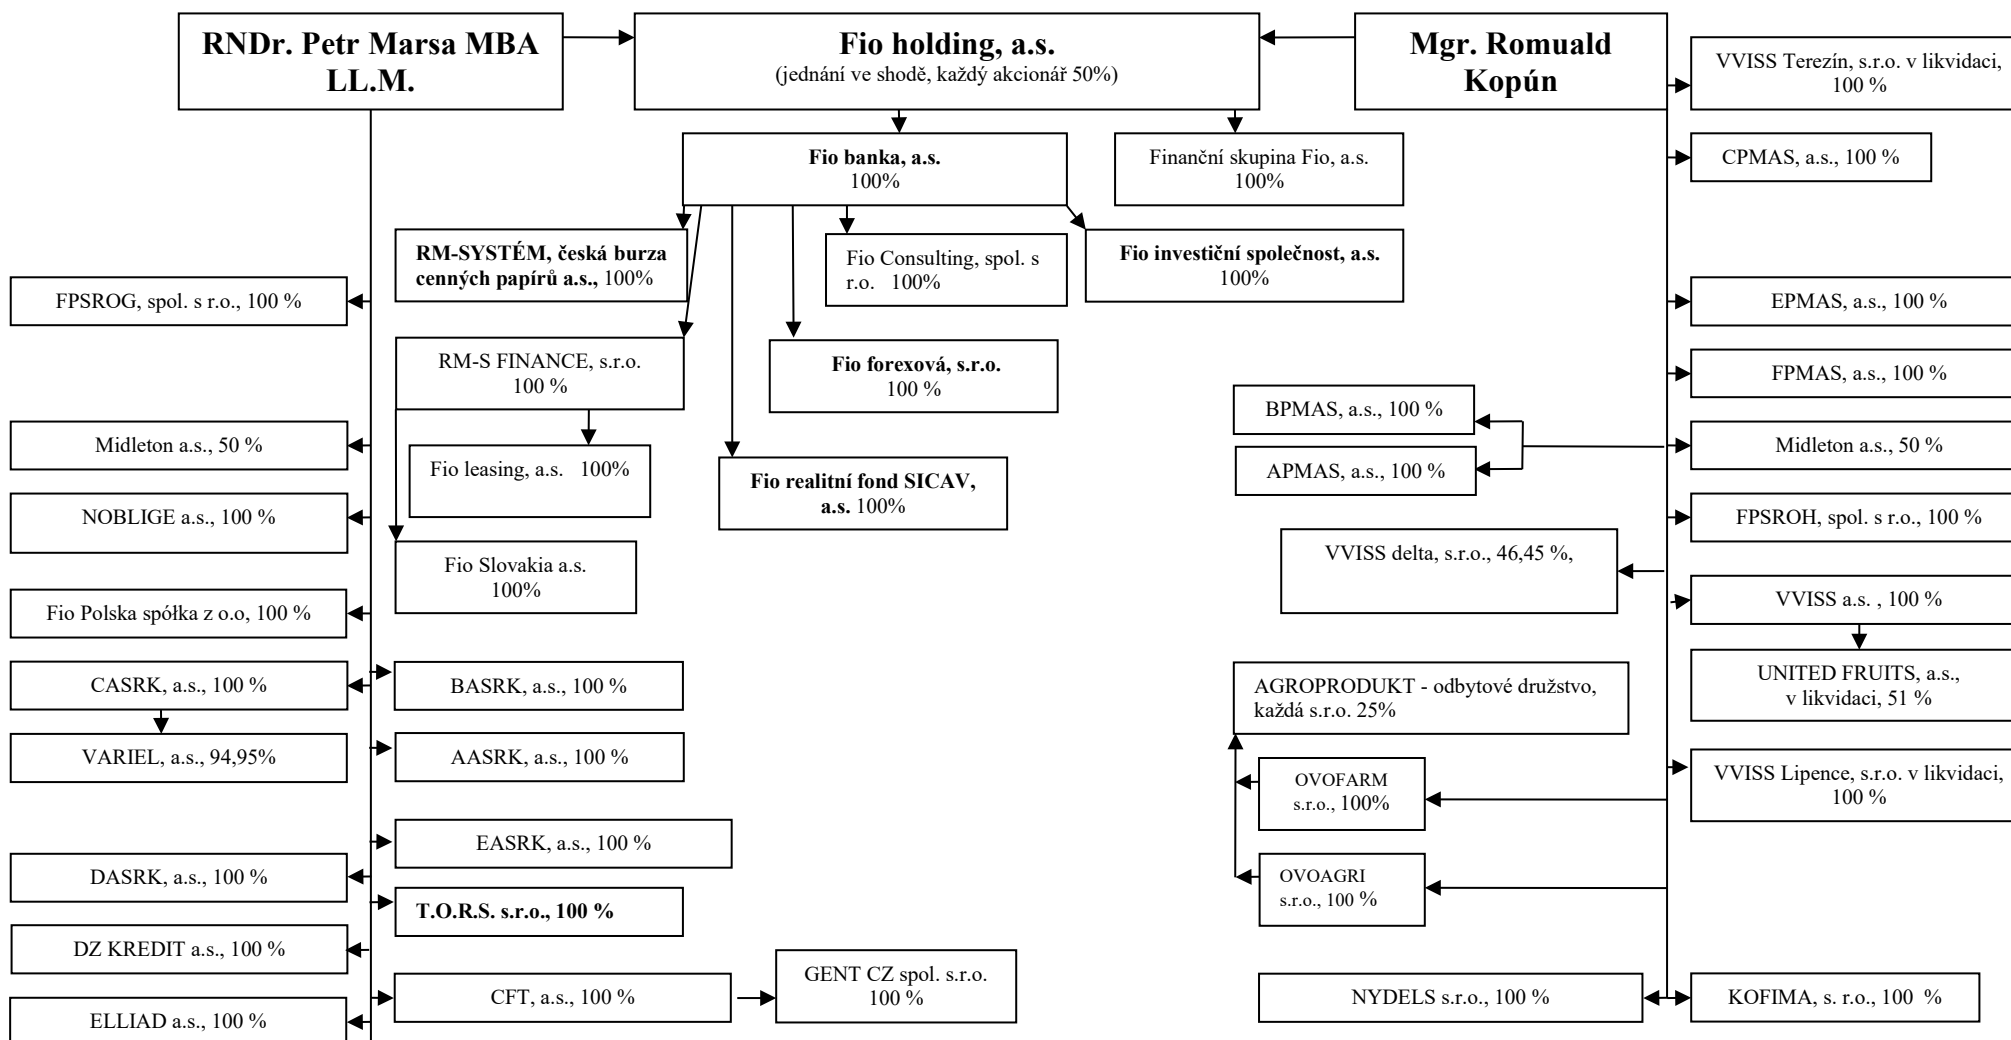 RNDr. Petr Marsa MBA
LL.M.
Fio holding, a.s.
(jednání ve shodě, každý akcionář 50%)
Mgr. Romuald
Kopún
VVISS Terezín, s.r.o. v likvidaci,
100 %
Fio banka, a.s.
100%
Finanční skupina Fio, a.s.
100%
CPMAS, a.s., 100 %
RM-SYSTÉM, česká burza
cenných papírů a.s., 100%
Fio Consulting, spol. s
r.o. 100%
Fio investiční společnost, a.s.
100%
FPSROG, spol. s r.o., 100 %
EPMAS, a.s., 100 %
RM-S FINANCE, s.r.o.
100 %
Fio forexová, s.r.o.
100 %
FPMAS, a.s., 100 %
BPMAS, a.s., 100 %
Midleton a.s., 50 %
Fio leasing, a.s. 100%
Fio realitní fond SICAV,
a.s. 100%
APMAS, a.s., 100 %
Midleton a.s., 50 %
NOBLIGE a.s., 100 %
FPSROH, spol. s r.o., 100 %
Fio Slovakia a.s.
100%
VVISS delta, s.r.o., 46,45 %,
Fio Polska spółka z o.o, 100 %
VVISS a.s. , 100 %
CASRK, a.s., 100 %
BASRK, a.s., 100 %
AGROPRODUKT - odbytové družstvo,
každá s.r.o. 25%
UNITED FRUITS, a.s.,
v likvidaci, 51 %
VARIEL, a.s., 94,95%
AASRK, a.s., 100 %
OVOFARM
s.r.o., 100%
VVISS Lipence, s.r.o. v likvidaci,
100 %
EASRK, a.s., 100 %
DASRK, a.s., 100 %
OVOAGRI
s.r.o., 100 %
T.O.R.S. s.r.o., 100 %
DZ KREDIT a.s., 100 %
CFT, a.s., 100 %
GENT CZ spol. s.r.o.
100 %
NYDELS s.r.o., 100 %
KOFIMA, s. r.o., 100 %
ELLIAD a.s., 100 %